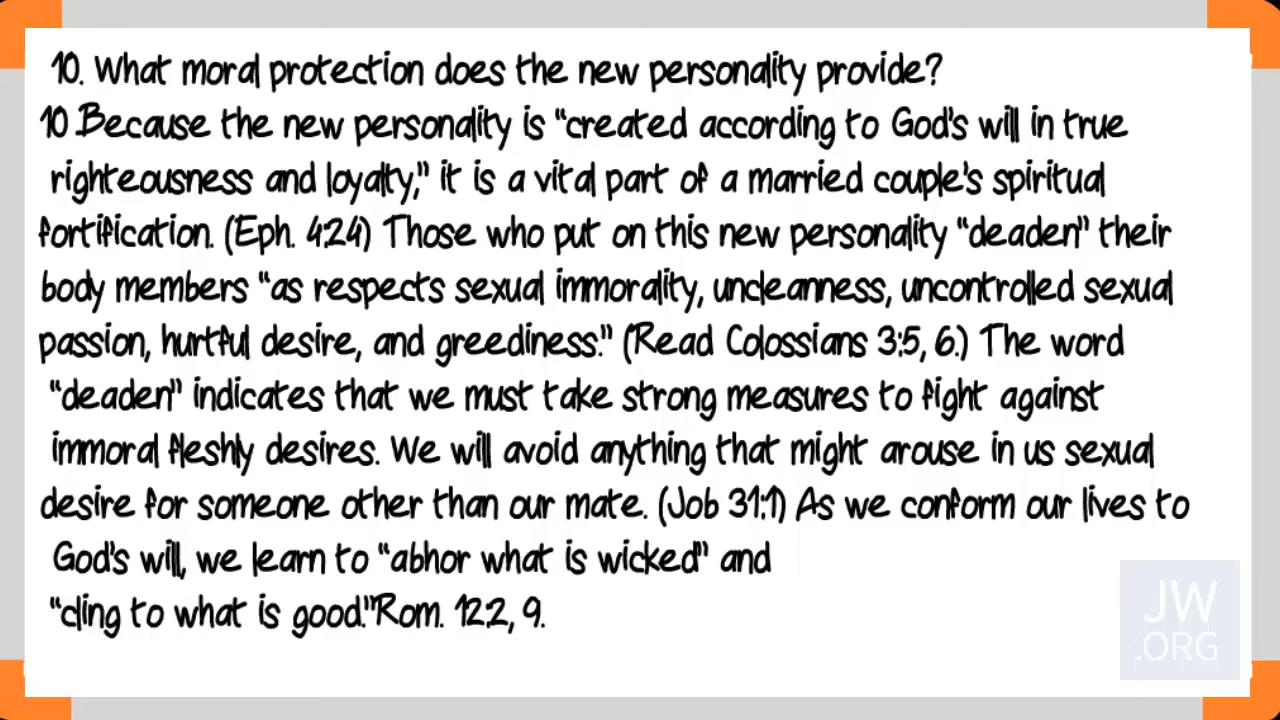 10. What moral protection does the new personality provide?
10 Because the new personality is “created according to God’s will in true
righteousness and loyalty,” it is a vital part of a married couple’s spiritual
fortification. (Eph. 4:24) Those who put on this new personality “deaden” their
body members “as respects sexual immorality, uncleanness, uncontrolled sexual
passion, hurtful desire, and greediness.” (Read Colossians 3:5, 6.) The word
“deaden” indicates that we must take strong measures to fight against
immoral fleshly desires. We will avoid anything that might arouse in us sexual
desire for someone other than our mate. (Job 31:1) As we conform our lives to
God’s will, we learn to “abhor what is wicked” and
“cling to what is good.”Rom. 12:2, 9.
JW
.ORG